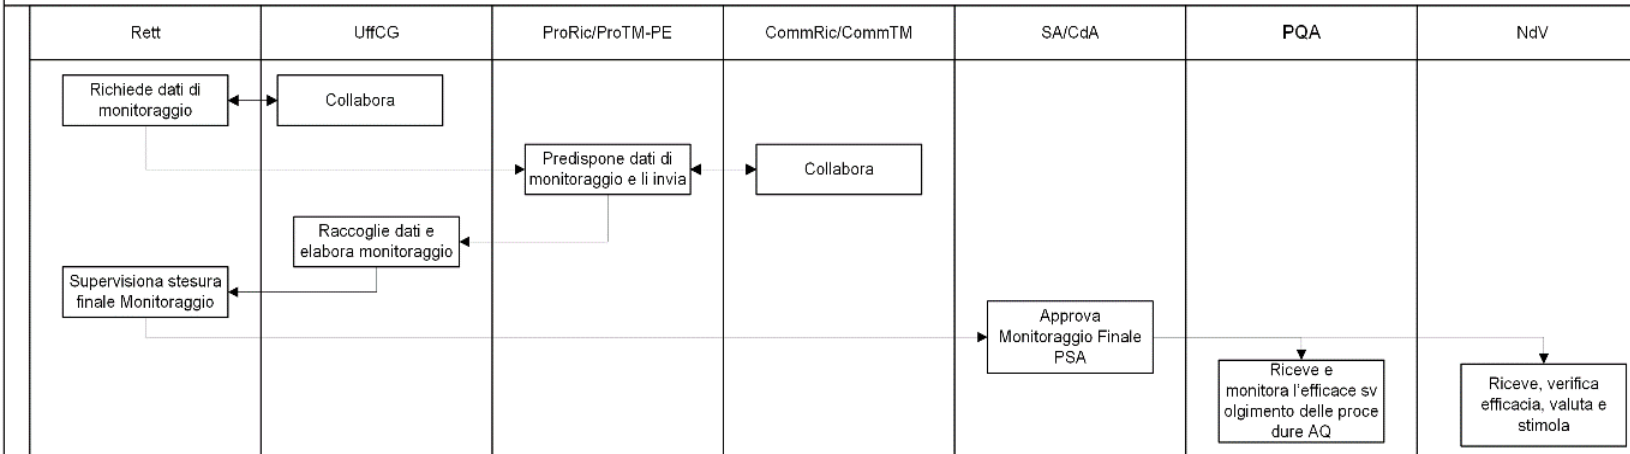 Rett
UffCG
ProRic/ProTM-PE
CommRic/CommTM
SA/CdA
PQA
NdV
Richiede dati di
monitoraggio
Collabora
Predispone dati di
monitoraggio e li invia
Collabora
Raccoglie dati e
elabora monitoraggio
Supervisiona stesura
finale Monitoraggio
Approva
Monitoraggio Finale
PSA
Riceve e
monitora l'efficace sv
olgimento delle proce
dure AQ
Riceve, verifica
efficacia, valuta e
stimola